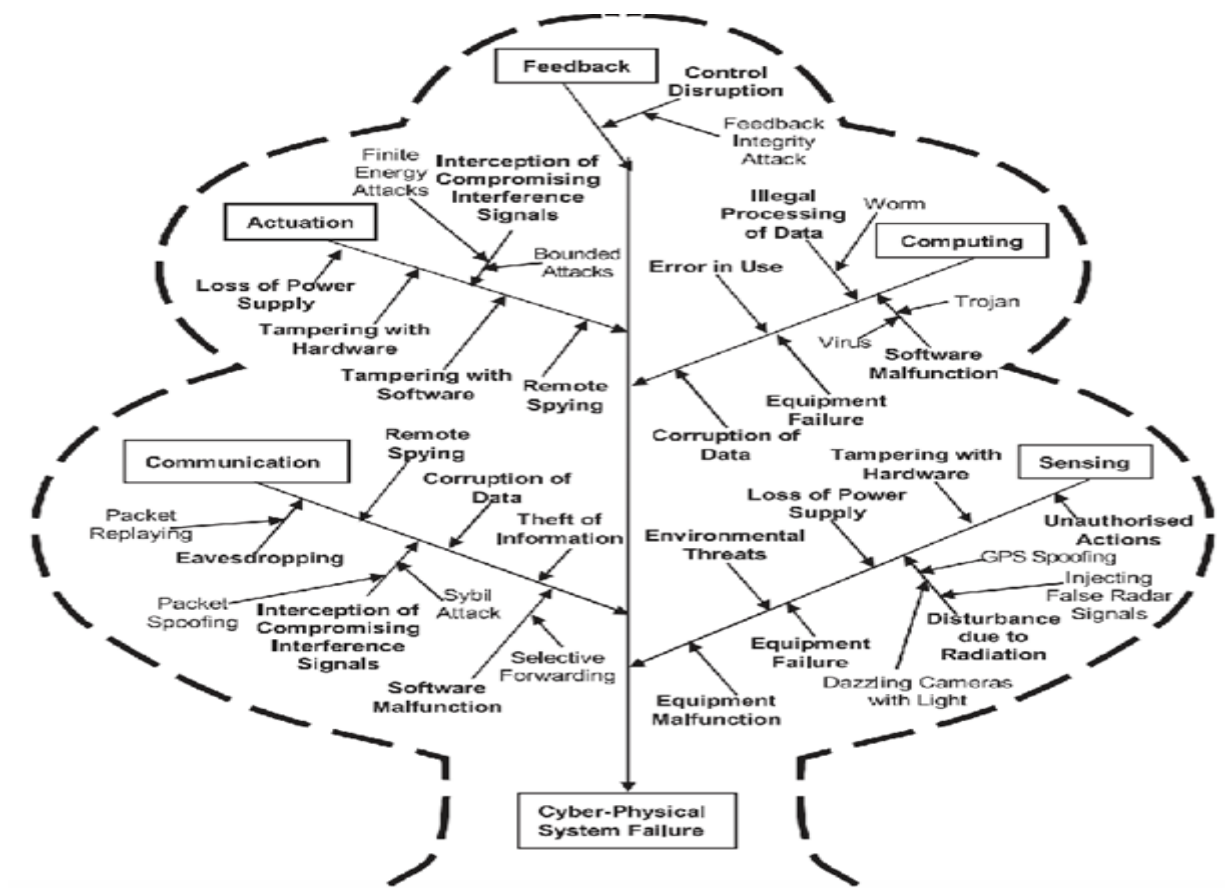 Feedback
Control
Disruption
Feedback
Integrity
Attack
Finite
Energy
Attacks
Interception of
Compromising
Interference
Signals
Actuation
Bounded
Attacks
Loss of Power
Supply
Tampering with
Hardware
Tampering with
Software
Remote
Spying
Illegal
Processing
of Data
Worm
Computing
Error in Use
Trojan
Virus
Software
Malfunction
Equipment
Failure
Corruption of
Data
Communication
Remote
Spying
Corruption of
Data
Theft of
Information
Packet
Replaying
Eavesdropping
Packet
Spoofing
Sybil
Attack
Interception of
Compromising
Interference
Signals
Selective
Forwarding
Software
Malfunction
Tampering with
Hardware
Sensing
Loss of Power
Supply
Unauthorised
Actions
Environmental
Threats
GPS Spoofing
Injecting
False Radar
Signals
Disturbance
due to
Radiation
Equipment
Failure
Dazzling Cameras
with Light
Equipment
Malfunction
Cyber-Physical
System Failure